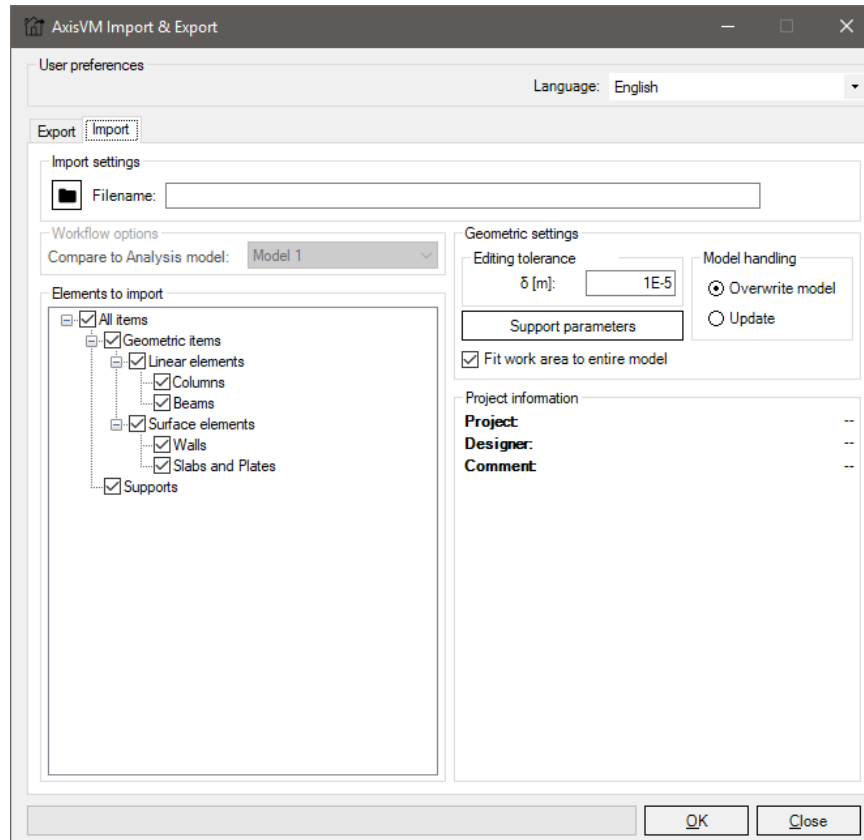 AxisVM Import & Export
User preferences
Language: English
Export Import
Import settings
Filename:
Workflow options
Compare to Analysis model: Model 1
Elements to import
All items
Geometric items
Linear elements
Columns
Beams
Surface elements
Walls
Slabs and Plates
Supports
Geometric settings
Editing tolerance
δ [m]: 1E-5
Support parameters
Model handling
Overwrite model
Update
Fit work area to entire model
Project information
Project: --
Designer: --
Comment: --
OK Close